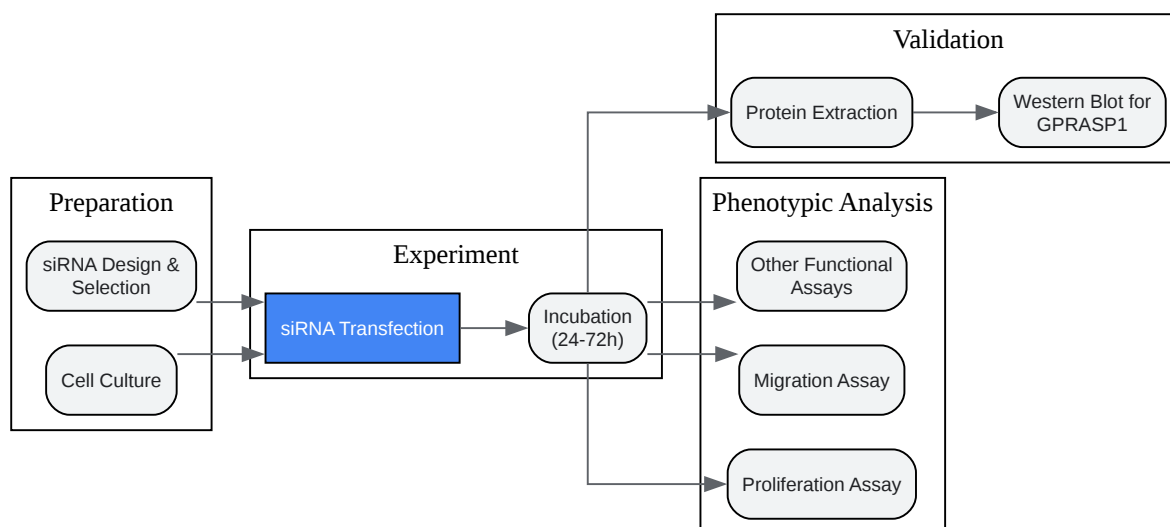 Preparation
siRNA Design &
Selection
Cell Culture
Experiment
siRNA Transfection
Incubation
(24-72h)
Validation
Protein Extraction
Western Blot for
GPRASP1
Phenotypic Analysis
Other Functional
Assays
Migration Assay
Proliferation Assay